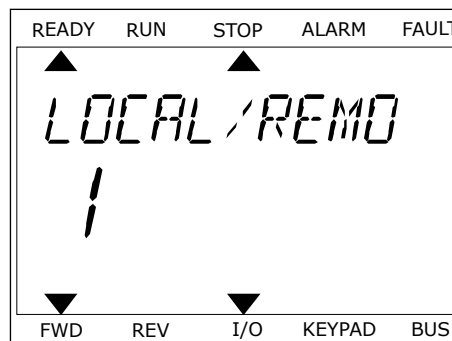 READY RUN STOP ALARM FAULT
LOCAL/REMO
1
FWD REV I/O KEYPAD BUS